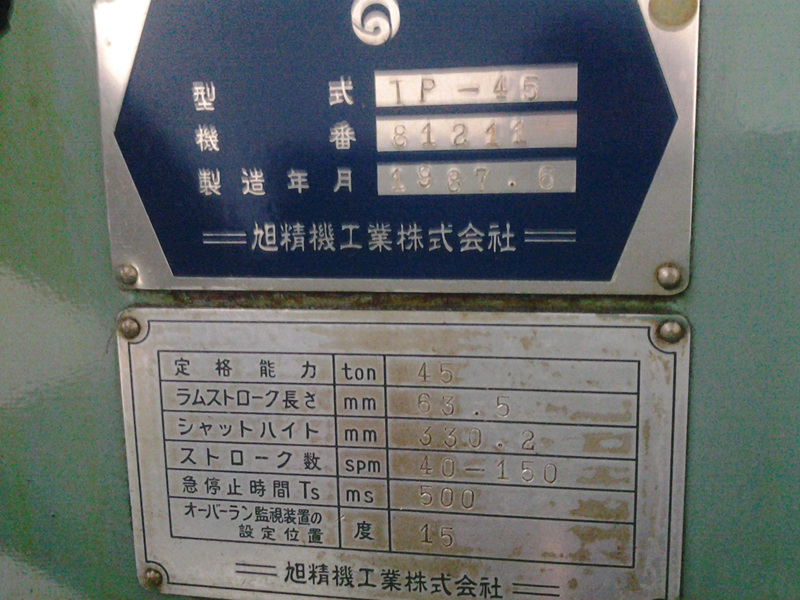 型式 TP-45
機番 81211
製造年月 1987.6
旭精機工業株式会社
定格能力 ton 45
ラムストローク長さ mm 63.5
シャットハイト mm 330.2
ストローク数 spm 40-150
急停止時間Ts ms 500
オーバーラン監視装置の
設定位置 度 15
旭精機工業株式会社